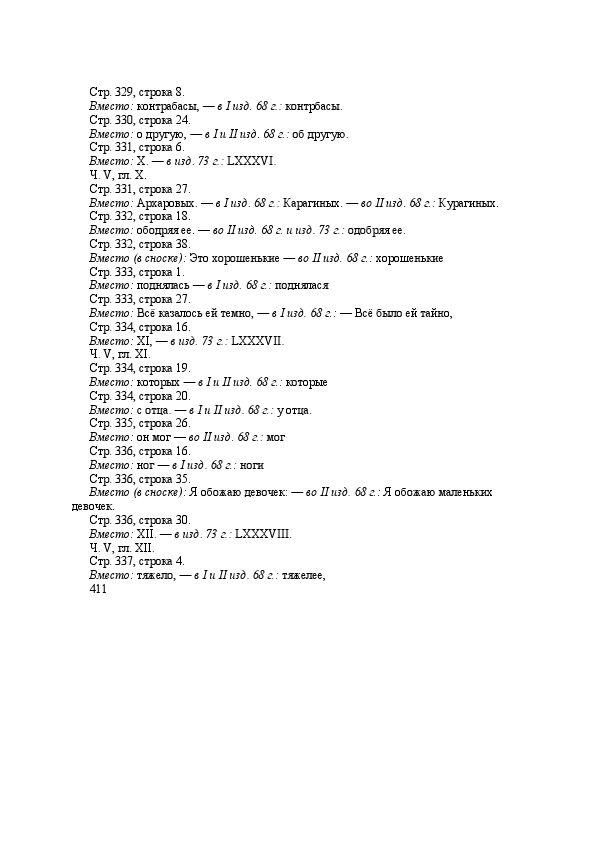 Стр. 329, строка 8.
Вместо: контрабасы, — в I изд. 68 г.: контрбасы.
Стр. 330, строка 24.
Вместо: о другую, — в I и II изд. 68 г.: об другую.
Стр. 331, строка 6.
Вместо: X. — в изд. 73 г.: LXXXVI.
Ч. V, гл. X.
Стр. 331, строка 27.
Вместо: Архаровых. — в I изд. 68 г.: Карагиных. — во II изд. 68 г.: Курагиных.
Стр. 332, строка 18.
Вместо: ободряя ее. — во II изд. 68 г. и изд. 73 г.: одобряя ее.
Стр. 332, строка 38.
Вместо (в сноске): Это хорошенькие — во II изд. 68 г.: хорошенькие
Стр. 333, строка 1.
Вместо: поднялась — в I изд. 68 г.: поднялася
Стр. 333, строка 27.
Вместо: Всё казалось ей темно, — в I изд. 68 г.: — Всё было ей тайно,
Стр. 334, строка 16.
Вместо: XI, — в изд. 73 г.: LXXXVII.
Ч. V, гл. XI.
Стр. 334, строка 19.
Вместо: которых — в I и II изд. 68 г.: которые
Стр. 334, строка 20.
Вместо: с отца. — в I и II изд. 68 г.: у отца.
Стр. 335, строка 26.
Вместо: он мог — во II изд. 68 г.: мог
Стр. 336, строка 16.
Вместо: ног — в I изд. 68 г.: ноги
Стр. 336, строка 35.
Вместо (в сноске): Я обожаю девочек: — во II изд. 68 г.: Я обожаю маленьких
девочек.
Стр. 336, строка 30.
Вместо: XII. — в изд. 73 г.: LXXXVIII.
Ч. V, гл. XII.
Стр. 337, строка 4.
Вместо: тяжело, — в I и II изд. 68 г.: тяжелее,
411